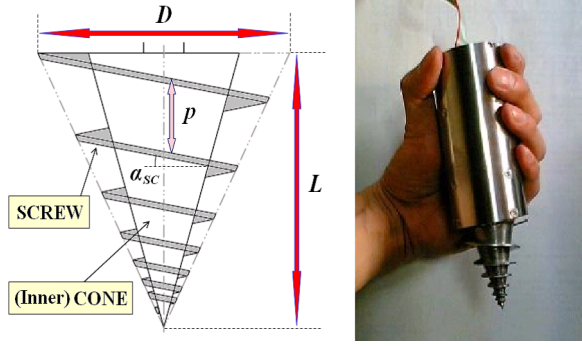 D
p
α_SC
L
SCREW
(Inner) CONE